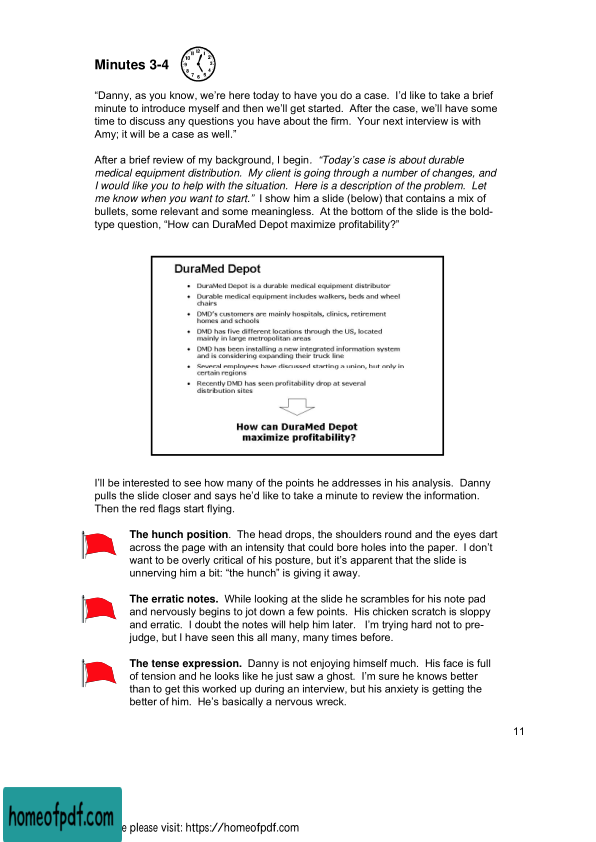 Minutes 3-4
12
1
2
3
4
5
6
7
8
9
10
11
“Danny, as you know, we’re here today to have you do a case.  I’d like to take a brief
minute to introduce myself and then we’ll get started.  After the case, we’ll have some
time to discuss any questions you have about the firm.  Your next interview is with
Amy; it will be a case as well.”
After a brief review of my background, I begin.  “Today’s case is about durable
medical equipment distribution.  My client is going through a number of changes, and
I would like you to help with the situation.  Here is a description of the problem.  Let
me know when you want to start.”  I show him a slide (below) that contains a mix of
bullets, some relevant and some meaningless.  At the bottom of the slide is the bold-
type question, “How can DuraMed Depot maximize profitability?”
DuraMed Depot
• DuraMed Depot is a durable medical equipment distributor
• Durable medical equipment includes walkers, beds and wheel
chairs
• DMD’s customers are mainly hospitals, clinics, retirement
homes and schools
• DMD has five different locations through the US, located
mainly in large metropolitan areas
• DMD has been installing a new integrated information system
and is considering expanding their truck line
• Several employees have discussed starting a union, but only in
certain regions
• Recently DMD has seen profitability drop at several
distribution sites
How can DuraMed Depot
maximize profitability?
I’ll be interested to see how many of the points he addresses in his analysis.  Danny
pulls the slide closer and says he’d like to take a minute to review the information.
Then the red flags start flying.
The hunch position.  The head drops, the shoulders round and the eyes dart
across the page with an intensity that could bore holes into the paper.  I don’t
want to be overly critical of his posture, but it’s apparent that the slide is
unnerving him a bit: “the hunch” is giving it away.
The erratic notes.  While looking at the slide he scrambles for his note pad
and nervously begins to jot down a few points.  His chicken scratch is sloppy
and erratic.  I doubt the notes will help him later.   I’m trying hard not to pre-
judge, but I have seen this all many, many times before.
The tense expression.  Danny is not enjoying himself much.  His face is full
of tension and he looks like he just saw a ghost.  I’m sure he knows better
than to get this worked up during an interview, but his anxiety is getting the
better of him.  He’s basically a nervous wreck.
11
homeofpdf.com
e please visit: https://homeofpdf.com